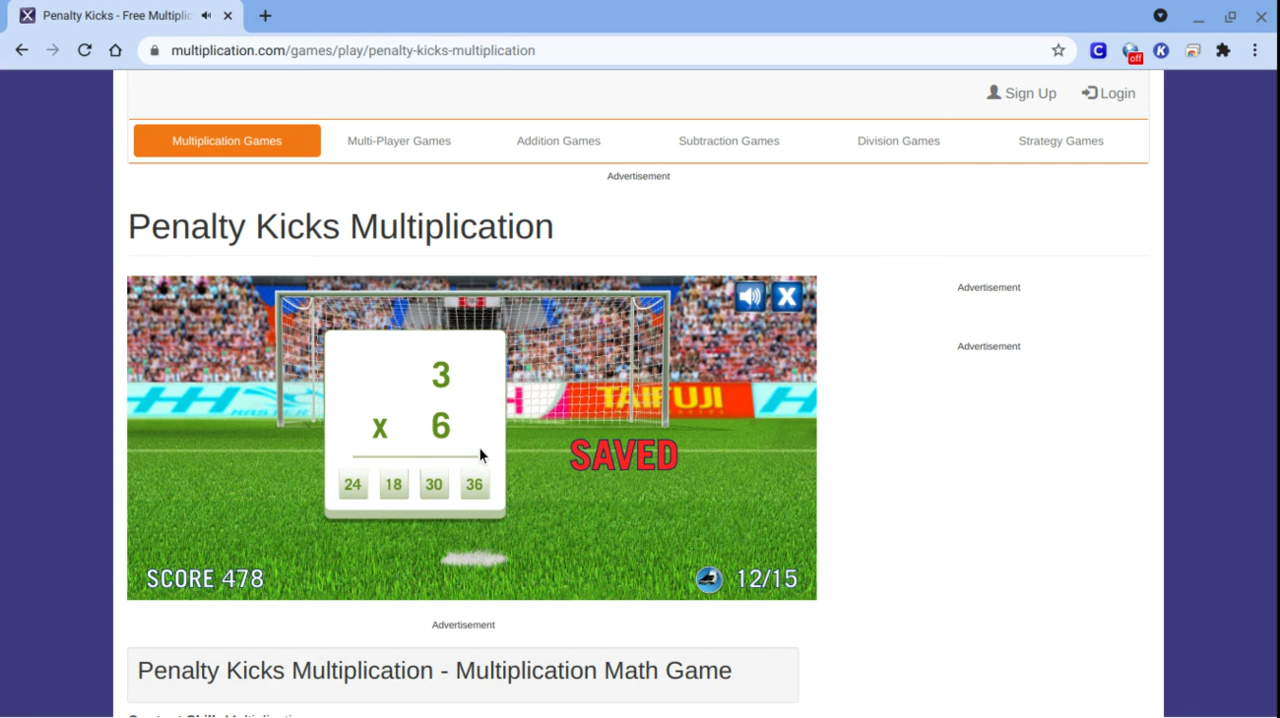 Penalty Kicks - Free Multiplic
multiplication.com/games/play/penalty-kicks-multiplication
off
Sign Up Login
Multiplication Games Multi-Player Games Addition Games Subtraction Games Division Games Strategy Games
Advertisement
Penalty Kicks Multiplication
Advertisement
Advertisement
3
x 6
24 18 30 36
TAIFUJI
SAVED
SCORE 478
12/15
Advertisement
Penalty Kicks Multiplication - Multiplication Math Game